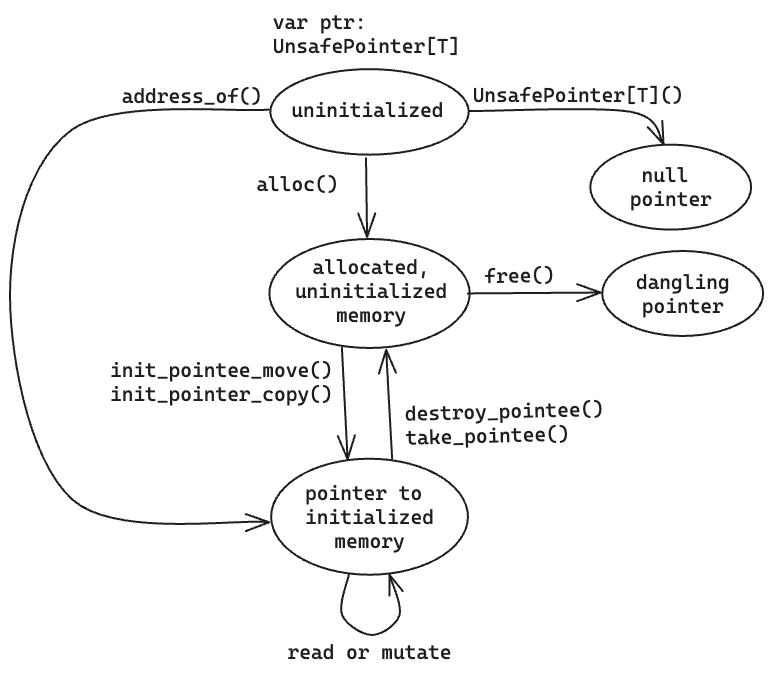 var ptr:
UnsafePointer[T]
address_of()
uninitialized
UnsafePointer[T]()
null
pointer
alloc()
allocated,
uninitialized
memory
free()
dangling
pointer
init_pointee_move()
init_pointer_copy()
destroy_pointee()
take_pointee()
pointer to
initialized
memory
read or mutate